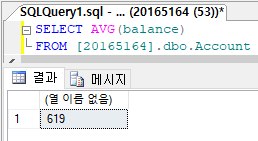 SQLQuery1.sql - ... (20165164 (53))*
SELECT AVG(balance)
FROM [20165164].dbo.Account
결과 메시지
(열 이름 없음)
1 619